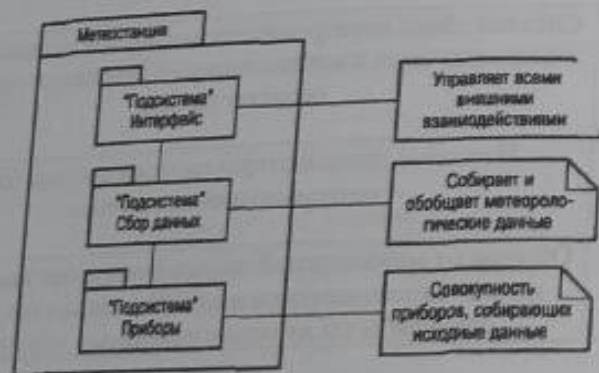 Метеостанция
"Подсистема"
Интерфейс
Управляет всеми
внешними
взаимодействиями
"Подсистема"
Сбор данных
Собирает и
обобщает метеороло-
гические данные
"Подсистема"
Приборы
Совокупность
приборов, собирающих
исходные данные